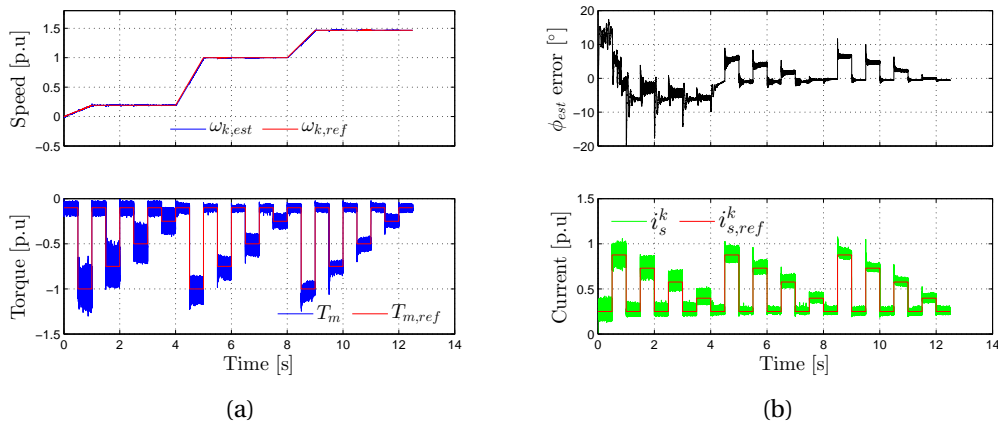 Speed [p.u]
1.5
1
0.5
0
−0.5
ω_{k,est} ω_{k,ref}
Torque [p.u]
0
−0.5
−1
−1.5
T_m T_{m,ref}
0 2 4 6 8 10 12 14
Time [s]
(a)
ϕ_{est} error [°]
20
10
0
−10
−20
Current [p.u]
1.5
1
0.5
0
i_s^k i_{s,ref}^k
0 2 4 6 8 10 12 14
Time [s]
(b)